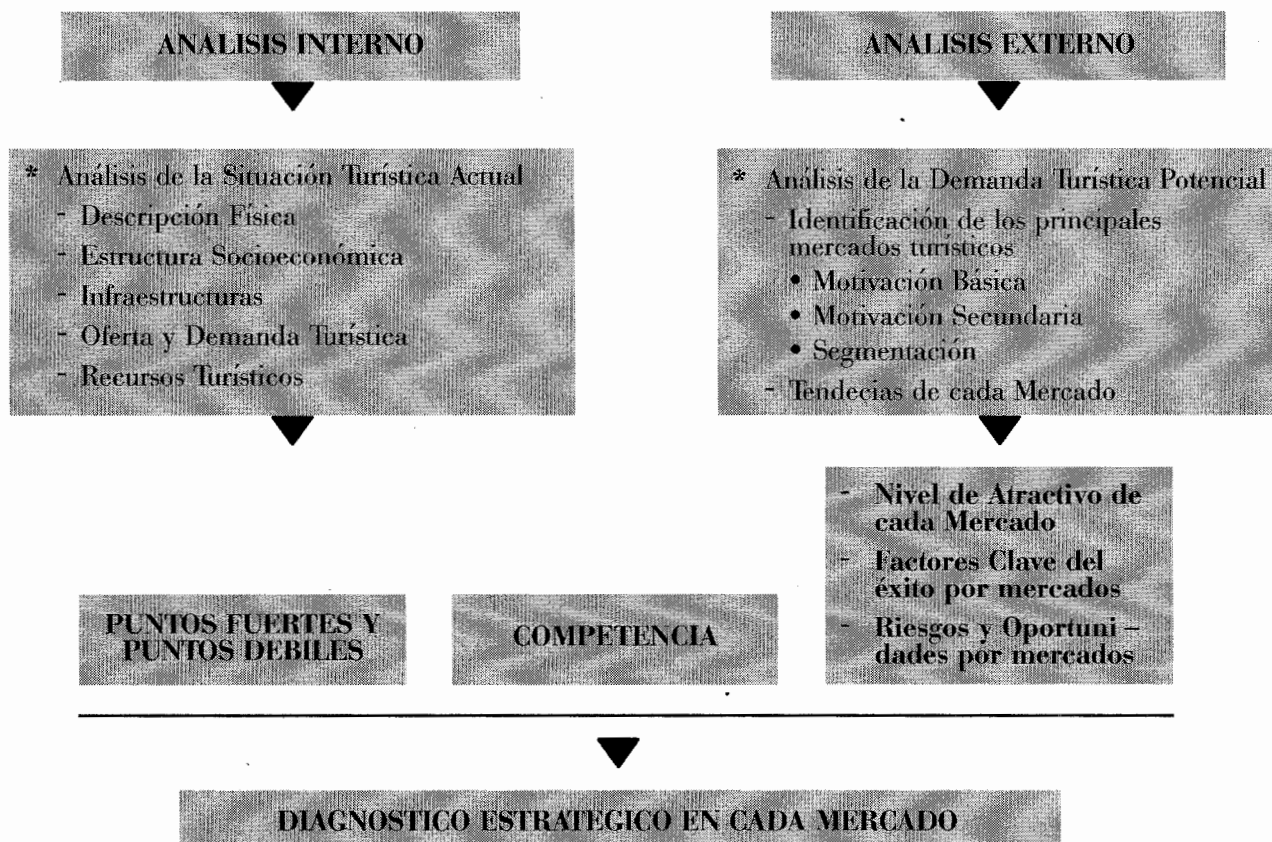 ANALISIS INTERNO
* Análisis de la Situación Turística Actual
- Descripción Física
- Estructura Socioeconómica
- Infraestructuras
- Oferta y Demanda Turística
- Recursos Turísticos
PUNTOS FUERTES Y
PUNTOS DEBILES
COMPETENCIA
ANALISIS EXTERNO
* Análisis de la Demanda Turística Potencial
- Identificación de los principales
mercados turísticos
• Motivación Básica
• Motivación Secundaria
• Segmentación
- Tendecias de cada Mercado
- Nivel de Atractivo de
cada Mercado
- Factores Clave del
éxito por mercados
- Riesgos y Oportuni –
dades por mercados
DIAGNOSTICO ESTRATEGICO EN CADA MERCADO